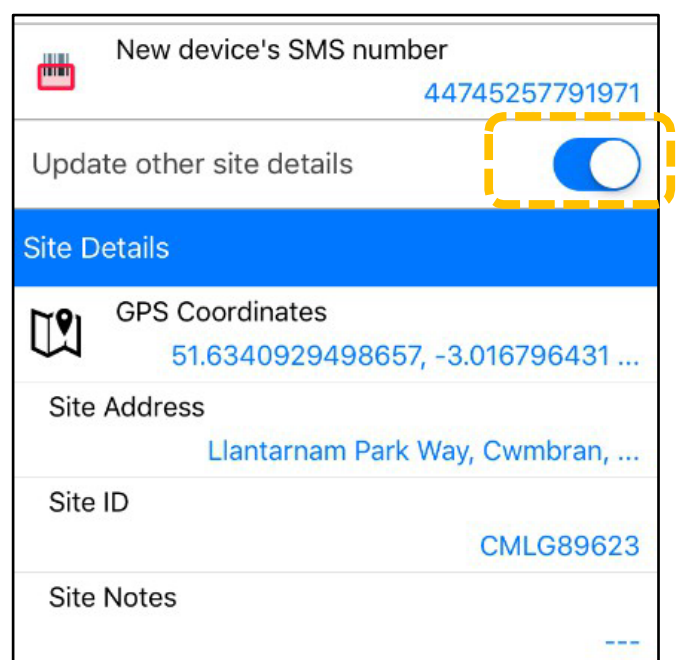 New device's SMS number
44745257791971
Update other site details
Site Details
GPS Coordinates
51.6340929498657, -3.016796431 ...
Site Address
Llantarnam Park Way, Cwmbran, ...
Site ID
CMLG89623
Site Notes
---